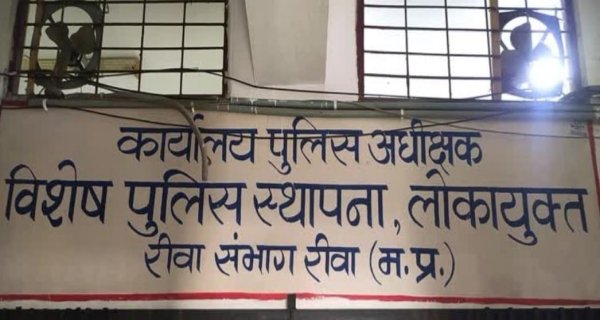 कार्यालय पुलिस अधीक्षक
विशेष पुलिस स्थापना, लोकायुक्त
रीवा संभाग रीवा (म.प्र.)